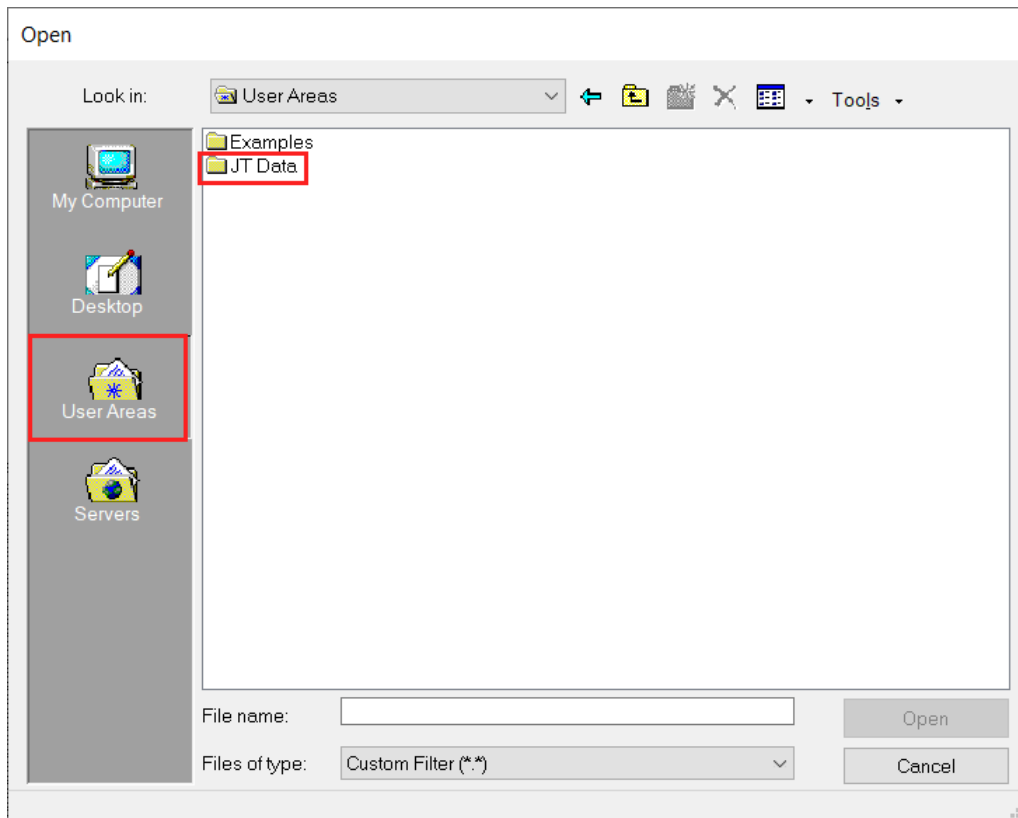 Open
Look in:
User Areas
Tools
Examples
JT Data
My Computer
Desktop
User Areas
Servers
File name:
Open
Files of type:
Custom Filter (*.*)
Cancel